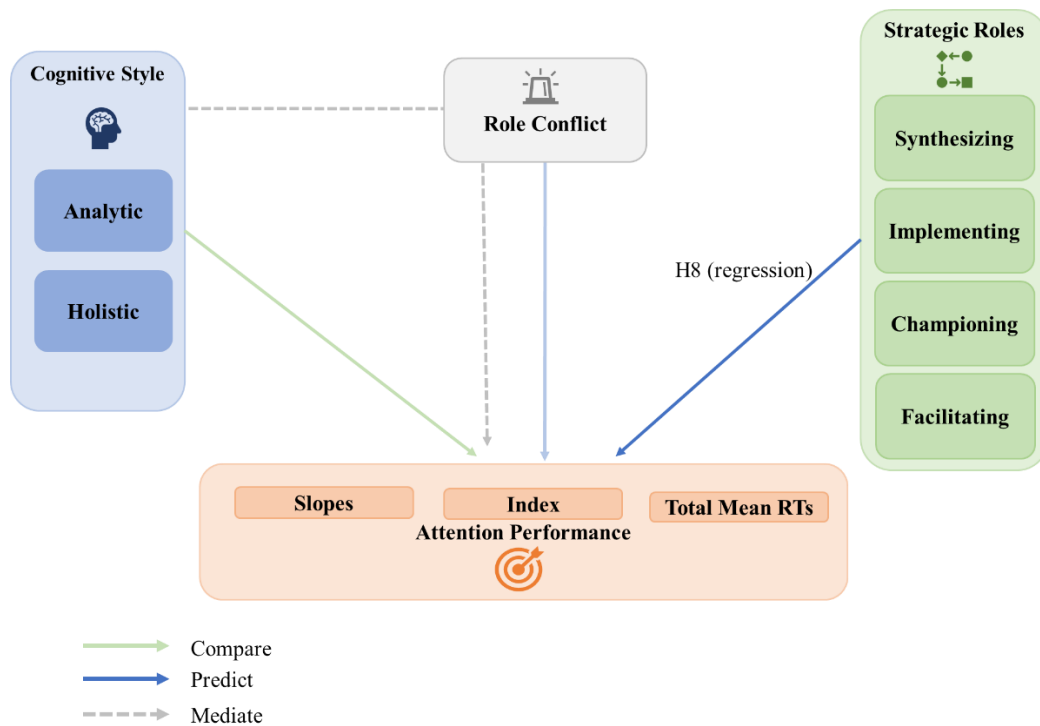 Cognitive Style
Analytic
Holistic
Role Conflict
Strategic Roles
Synthesizing
Implementing
Championing
Facilitating
H8 (regression)
Slopes
Index
Total Mean RTs
Attention Performance
Compare
Predict
Mediate